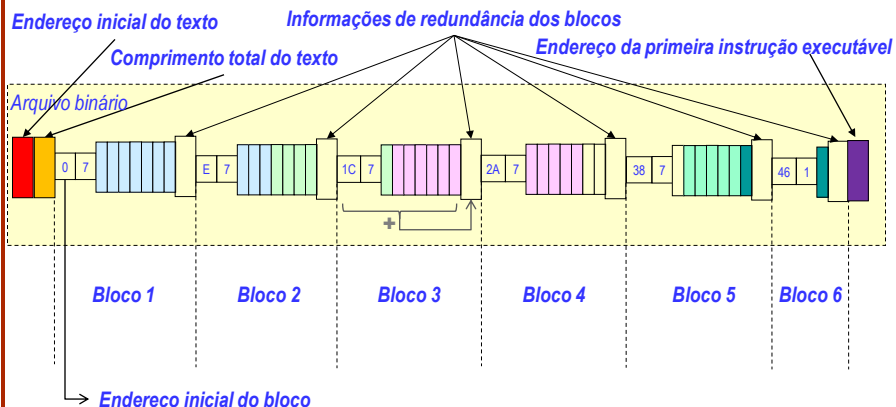 Informações de redundância dos blocos
Endereço inicial do texto
Endereço da primeira instrução executável
Comprimento total do texto
Arquivo binário
0 7 E 7 1C 7 2A 7 38 7 46 1
+
Bloco 1 Bloco 2 Bloco 3 Bloco 4 Bloco 5 Bloco 6
Endereço inicial do bloco